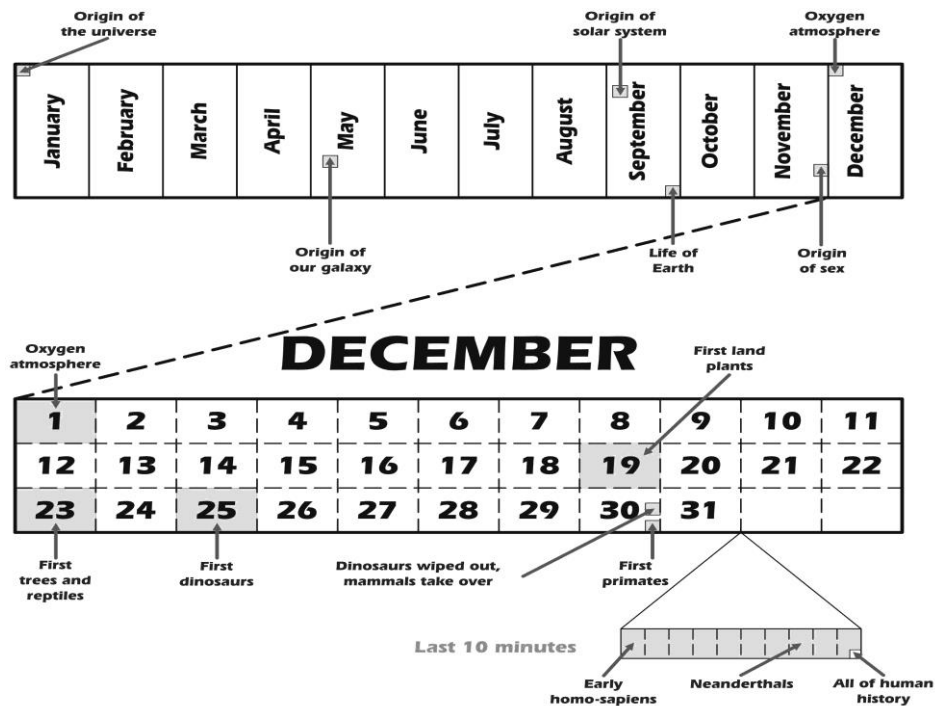 Origin of
the universe
Origin of
solar system
Oxygen
atmosphere
January
February
March
April
May
June
July
August
September
October
November
December
Origin of
our galaxy
Life of
Earth
Origin
of sex
Oxygen
atmosphere
DECEMBER
First land
plants
1 2 3 4 5 6 7 8 9 10 11
12 13 14 15 16 17 18 19 20 21 22
23 24 25 26 27 28 29 30 31
First
trees and
reptiles
First
dinosaurs
Dinosaurs wiped out,
mammals take over
First
primates
Last 10 minutes
Early
homo-sapiens
Neanderthals
All of human
history